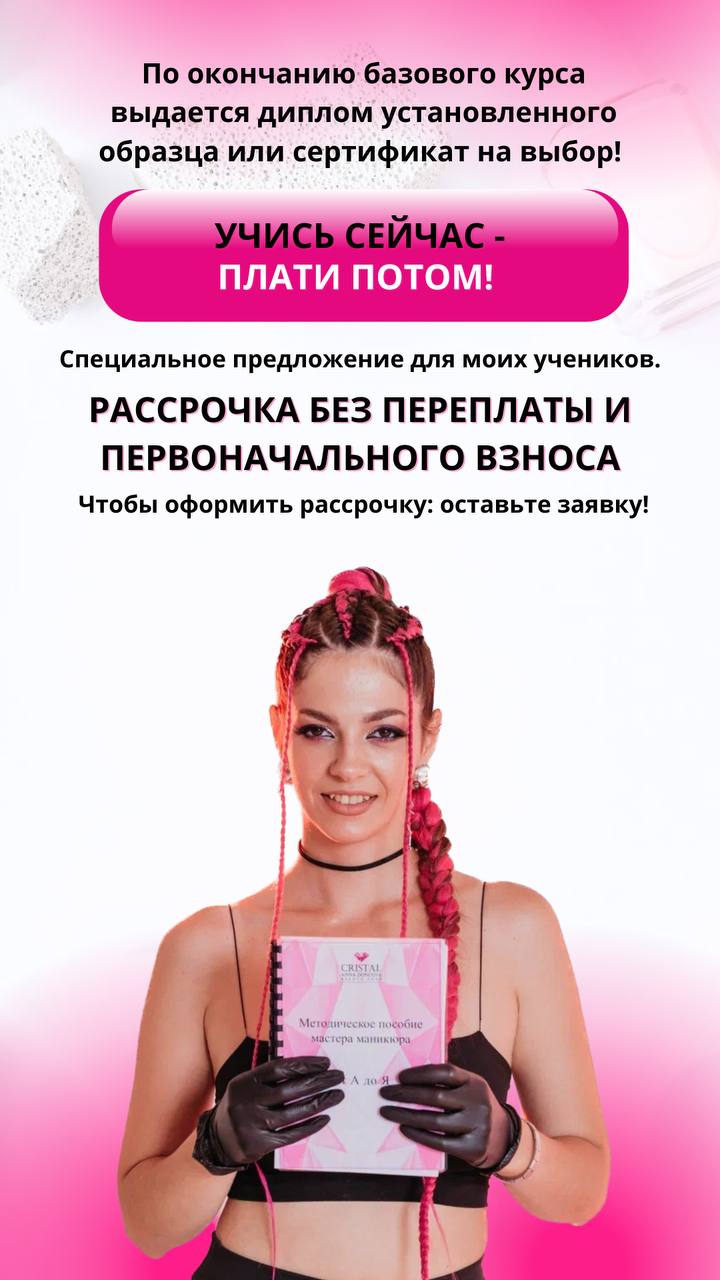 По окончанию базового курса
выдается диплом установленного
образца или сертификат на выбор!
УЧИСЬ СЕЙЧАС -
ПЛАТИ ПОТОМ!
Специальное предложение для моих учеников.
РАССРОЧКА БЕЗ ПЕРЕПЛАТЫ И
ПЕРВОНАЧАЛЬНОГО ВЗНОСА
Чтобы оформить рассрочку: оставьте заявку!
CRISTAL
Методическое пособие
мастера маникюра
А до Я